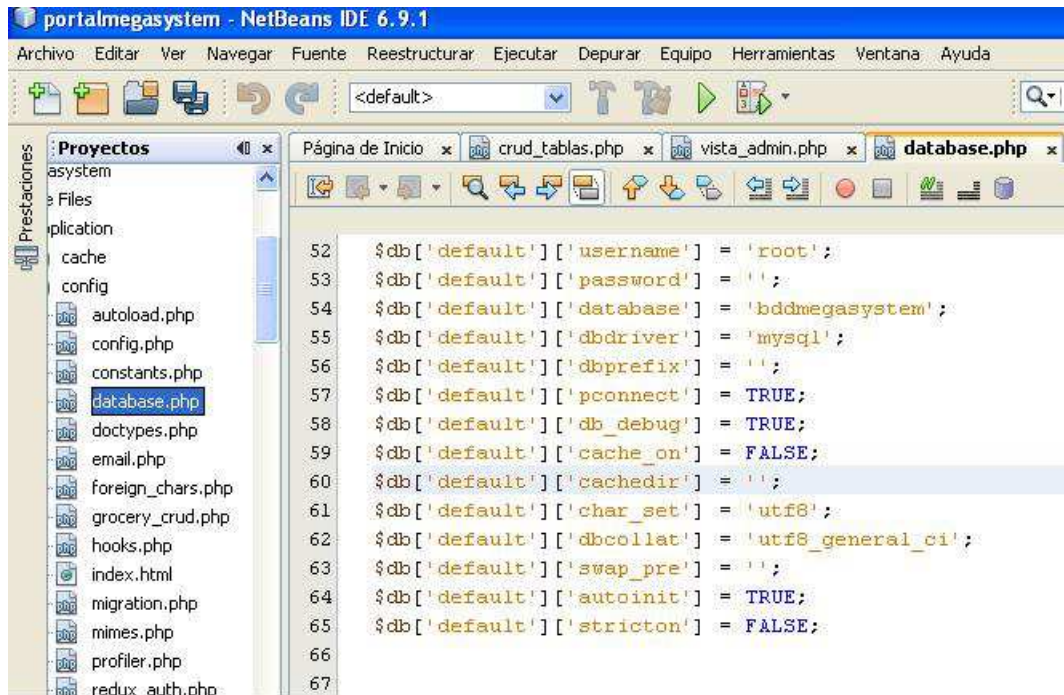 portalmegasystem - NetBeans IDE 6.9.1
Archivo Editar Ver Navegar Fuente Reestructurar Ejecutar Depurar Equipo Herramientas Ventana Ayuda
<default>
Prestaciones
Proyectos
asystem
e Files
plication
cache
config
autoload.php
config.php
constants.php
database.php
doctypes.php
email.php
foreign_chars.php
grocery_crud.php
hooks.php
index.html
migration.php
mimes.php
profiler.php
redux_auth.php
Página de Inicio crud_tablas.php vista_admin.php database.php
52 $db['default']['username'] = 'root';
53 $db['default']['password'] = '';
54 $db['default']['database'] = 'bddmegasystem';
55 $db['default']['dbdriver'] = 'mysql';
56 $db['default']['dbprefix'] = '';
57 $db['default']['pconnect'] = TRUE;
58 $db['default']['db_debug'] = TRUE;
59 $db['default']['cache_on'] = FALSE;
60 $db['default']['cachedir'] = '';
61 $db['default']['char_set'] = 'utf8';
62 $db['default']['dbcollat'] = 'utf8_general_ci';
63 $db['default']['swap_pre'] = '';
64 $db['default']['autoinit'] = TRUE;
65 $db['default']['stricton'] = FALSE;
66
67